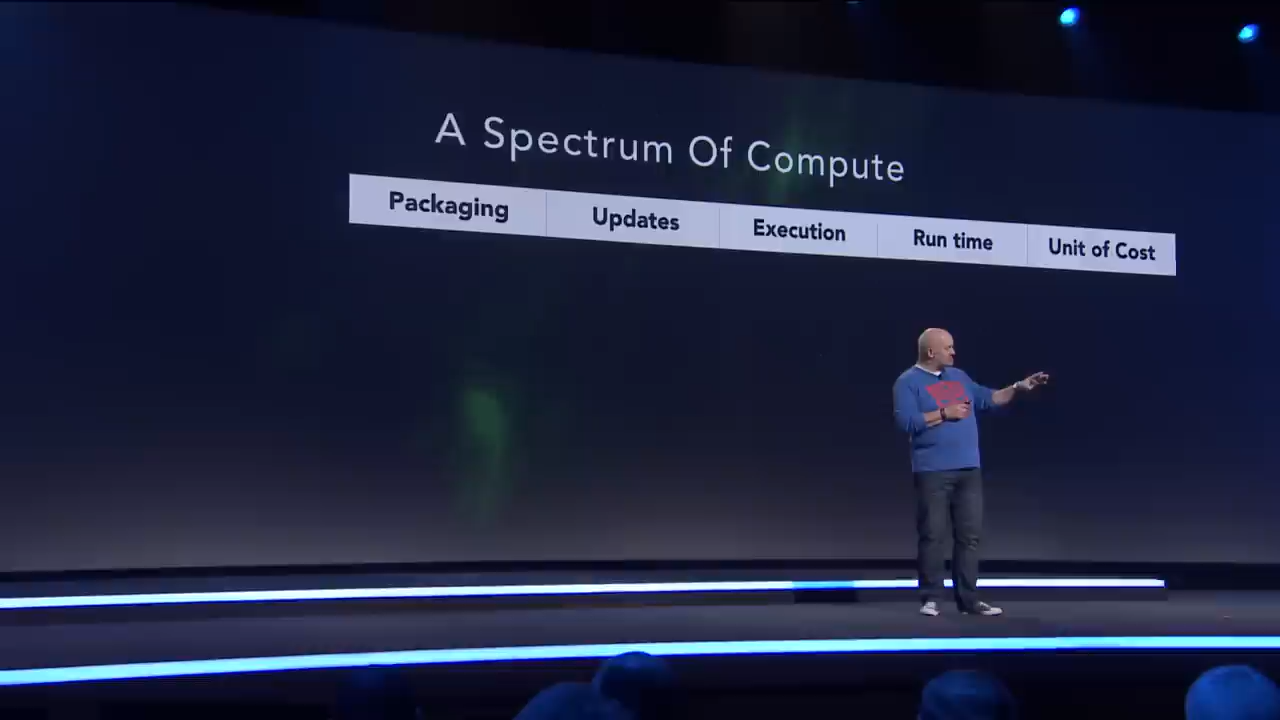 A Spectrum Of Compute
Packaging Updates Execution Run time Unit of Cost